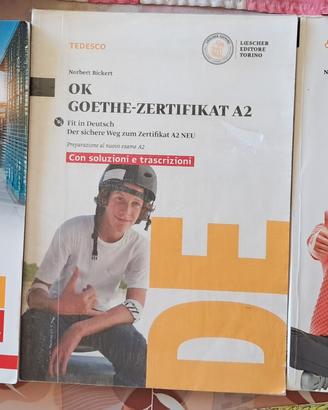 TEDESCO
LŒSCHER
EDITORE
TORINO
Norbert Bickert
OK
GOETHE-ZERTIFIKAT A2
Fit in Deutsch
Der sichere Weg zum Zertifikat A2 NEU
Preparazione al nuovo esame A2
Con soluzioni e trascrizioni
DE